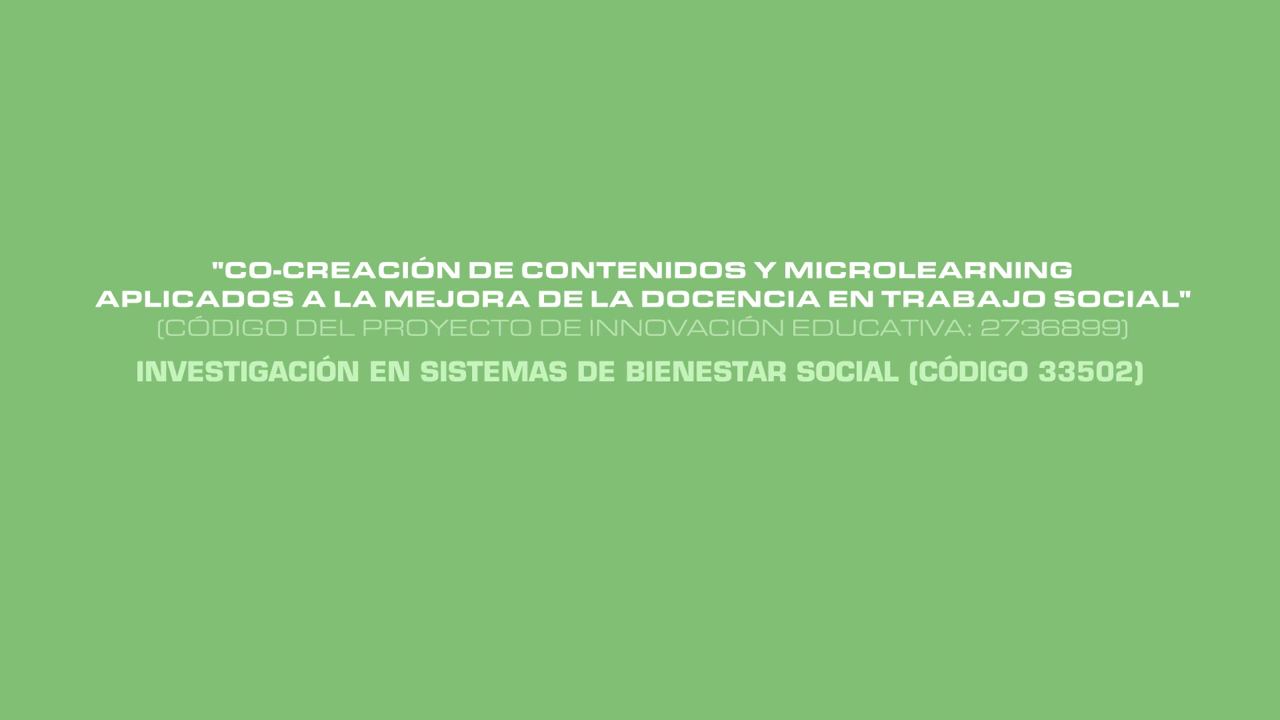 "CO-CREACIÓN DE CONTENIDOS Y MICROLEARNING
APLICADOS A LA MEJORA DE LA DOCENCIA EN TRABAJO SOCIAL"
(CÓDIGO DEL PROYECTO DE INNOVACIÓN EDUCATIVA: 2736899)
INVESTIGACIÓN EN SISTEMAS DE BIENESTAR SOCIAL (CÓDIGO 33502)